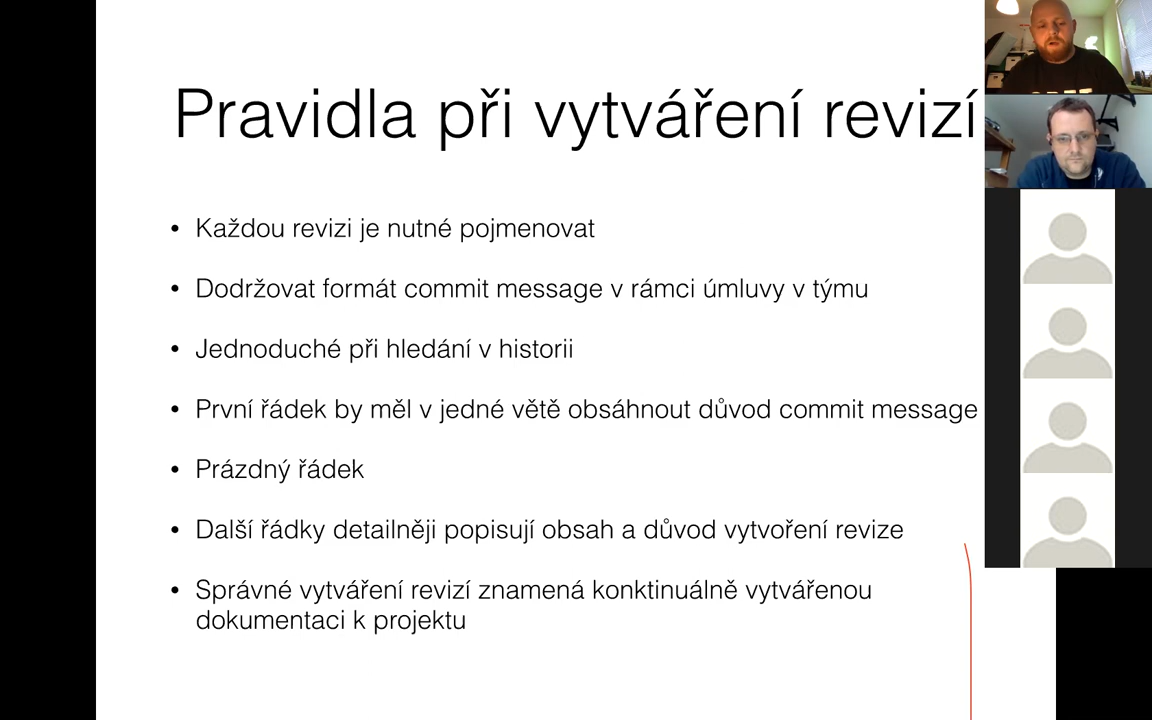 Pravidla při vytváření revizí
• Každou revizi je nutné pojmenovat
• Dodržovat formát commit message v rámci úmluvy v týmu
• Jednoduché při hledání v historii
• První řádek by měl v jedné větě obsáhnout důvod commit message
• Prázdný řádek
• Další řádky detailněji popisují obsah a důvod vytvoření revize
• Správné vytváření revizí znamená konktinuálně vytvářenou
dokumentaci k projektu